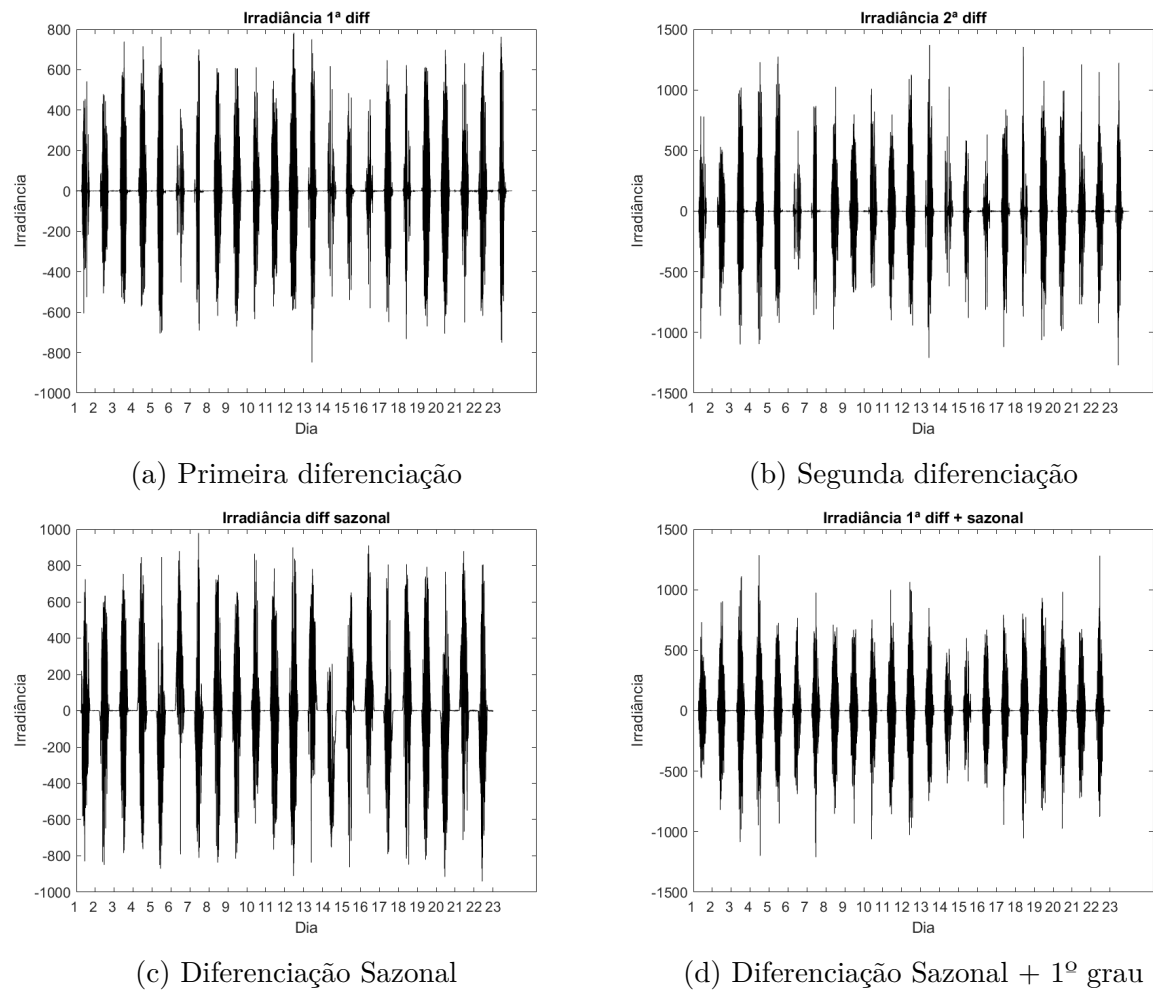 Irradiância 1ª diff
800
600
400
200
0
-200
-400
-600
-800
-1000
Irradiância
1 2 3 4 5 6 7 8 9 10 11 12 13 14 15 16 17 18 19 20 21 22 23
Dia
(a) Primeira diferenciação
Irradiância 2ª diff
1500
1000
500
0
-500
-1000
-1500
Irradiância
1 2 3 4 5 6 7 8 9 10 11 12 13 14 15 16 17 18 19 20 21 22 23
Dia
(b) Segunda diferenciação
Irradiância diff sazonal
1000
800
600
400
200
0
-200
-400
-600
-800
-1000
Irradiância
1 2 3 4 5 6 7 8 9 10 11 12 13 14 15 16 17 18 19 20 21 22 23
Dia
(c) Diferenciação Sazonal
Irradiância 1ª diff + sazonal
1500
1000
500
0
-500
-1000
-1500
Irradiância
1 2 3 4 5 6 7 8 9 10 11 12 13 14 15 16 17 18 19 20 21 22 23
Dia
(d) Diferenciação Sazonal + 1º grau